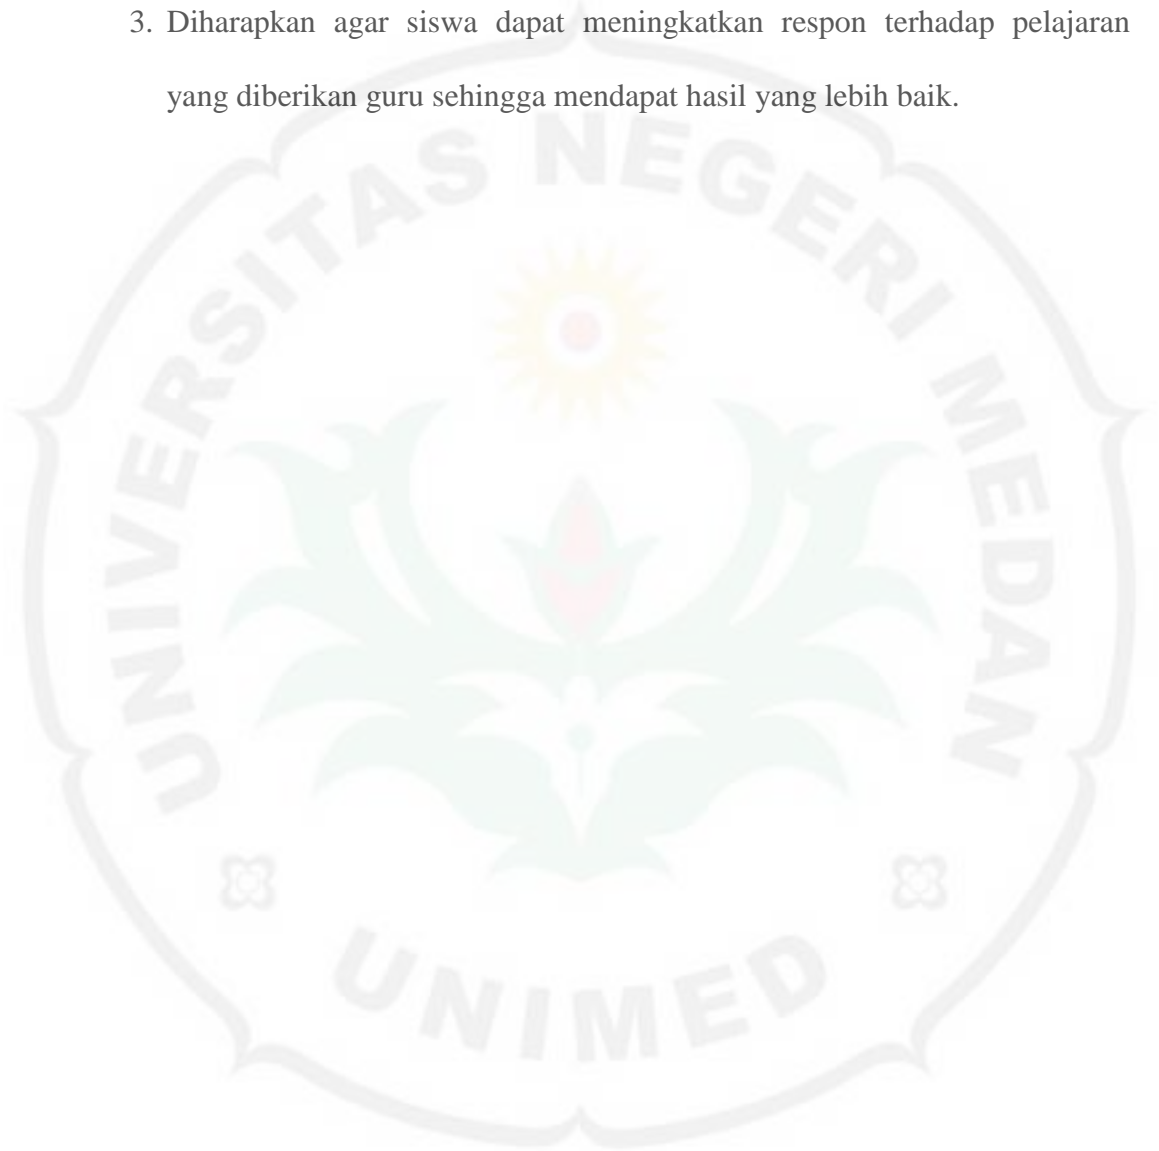 3. Diharapkan agar siswa dapat meningkatkan respon terhadap pelajaran
yang diberikan guru sehingga mendapat hasil yang lebih baik.
UNIVERSITAS NEGERI MEDAN
UNIMED